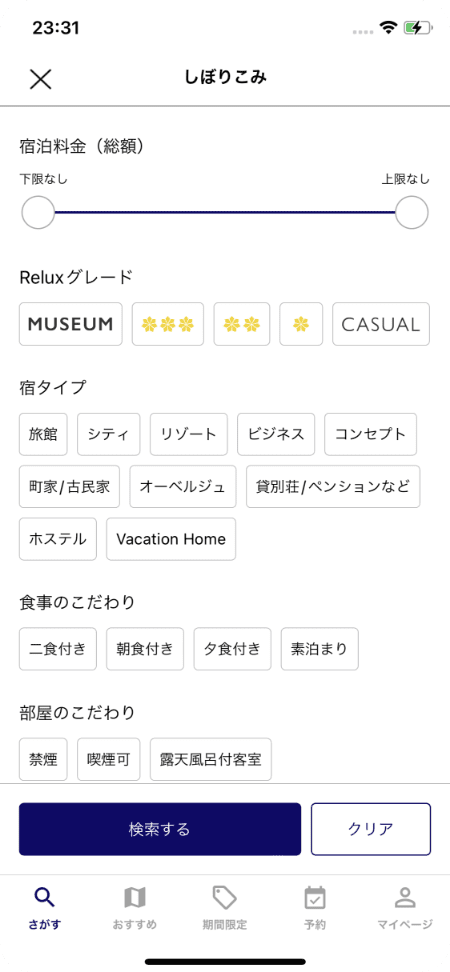 23:31
しぼりこみ
宿泊料金（総額）
下限なし 上限なし
Reluxグレード
MUSEUM CASUAL
宿タイプ
旅館 シティ リゾート ビジネス コンセプト
町家/古民家 オーベルジュ 貸別荘/ペンションなど
ホステル Vacation Home
食事のこだわり
二食付き 朝食付き 夕食付き 素泊まり
部屋のこだわり
禁煙 喫煙可 露天風呂付客室
検索する クリア
さがす おすすめ 期間限定 予約 マイページ